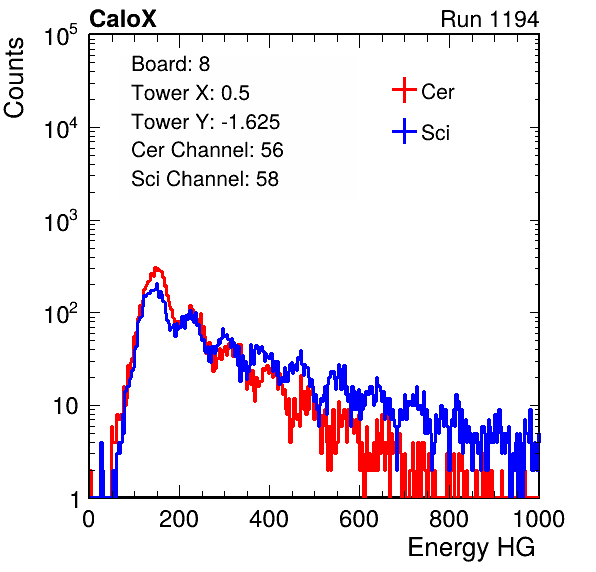 CaloX Run 1194
Counts
10^5
Board: 8
Tower X: 0.5
Tower Y: -1.625
Cer Channel: 56
Sci Channel: 58
Cer
Sci
10^4
10^3
10^2
10
1
0 200 400 600 800 1000
Energy HG